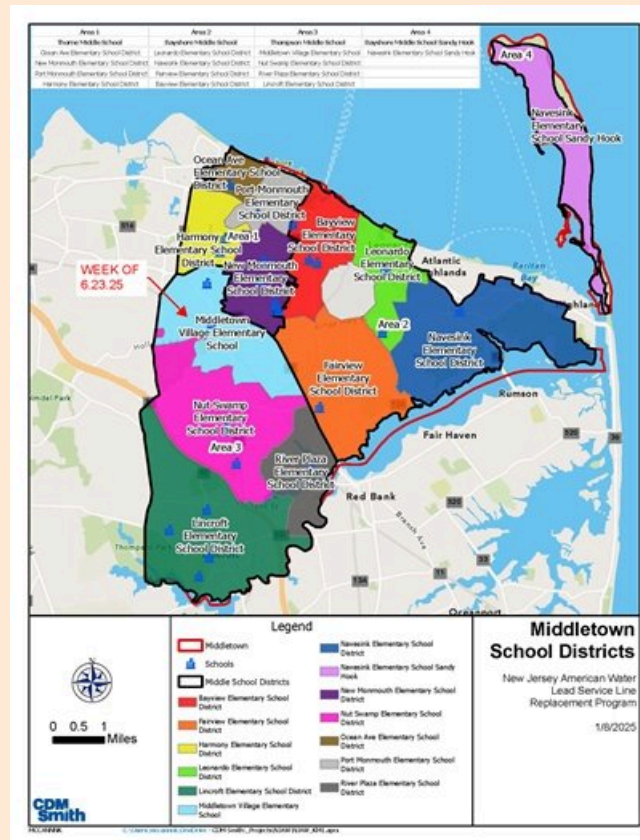 Area 1
Area 2
Area 3
Area 4
Thorne Middle School
Bayshore Middle School
Thompson Middle School
Bayshore Middle School Sandy Hook
Ocean Ave Elementary School District
Leonardo Elementary School District
Middletown Village Elementary School
Navesink Elementary School Sandy Hook
New Monmouth Elementary School District
Navesink Elementary School District
Nut Swamp Elementary School District
Port Monmouth Elementary School District
Fairview Elementary School District
River Plaza Elementary School District
Harmony Elementary School District
Bayview Elementary School District
Lincroft Elementary School District
Area 4
Navesink
Elementary
School Sandy Hook
Ocean Ave
Elementary School
District
Port Monmouth
Elementary
School
District
Bayview
Elementary
School
District
Harmony
Elementary School
District
Area 1
New Monmouth
Elementary
School District
Leonardo
Elementary
School District
Atlantic
Highlands
Raritan
Bay
WEEK OF
6.23.25
Middletown
Village Elementary
School
Area 2
Navesink
Elementary
School District
Fairview
Elementary
School
District
Rumson
Nut Swamp
Elementary
School District
Area 3
Fair Haven
River Plaza
Elementary
School District
Red Bank
Branch Ave
Lincroft
Elementary
School District
520
520
36
35
Oceanport
Legend
Middletown
Schools
Middle School Districts
Bayview Elementary School
District
Fairview Elementary School
District
Harmony Elementary School
District
Leonardo Elementary School
District
Lincroft Elementary School District
Middletown Village Elementary
School
Navesink Elementary School
District
Navesink Elementary School Sandy
Hook
New Monmouth Elementary School
District
Nut Swamp Elementary School
District
Ocean Ave Elementary School
District
Port Monmouth Elementary School
District
River Plaza Elementary School
District
0 0.5 1
Miles
Middletown
School Districts
New Jersey American Water
Lead Service Line
Replacement Program
1/8/2025
CDM
Smith
MCCANNNR